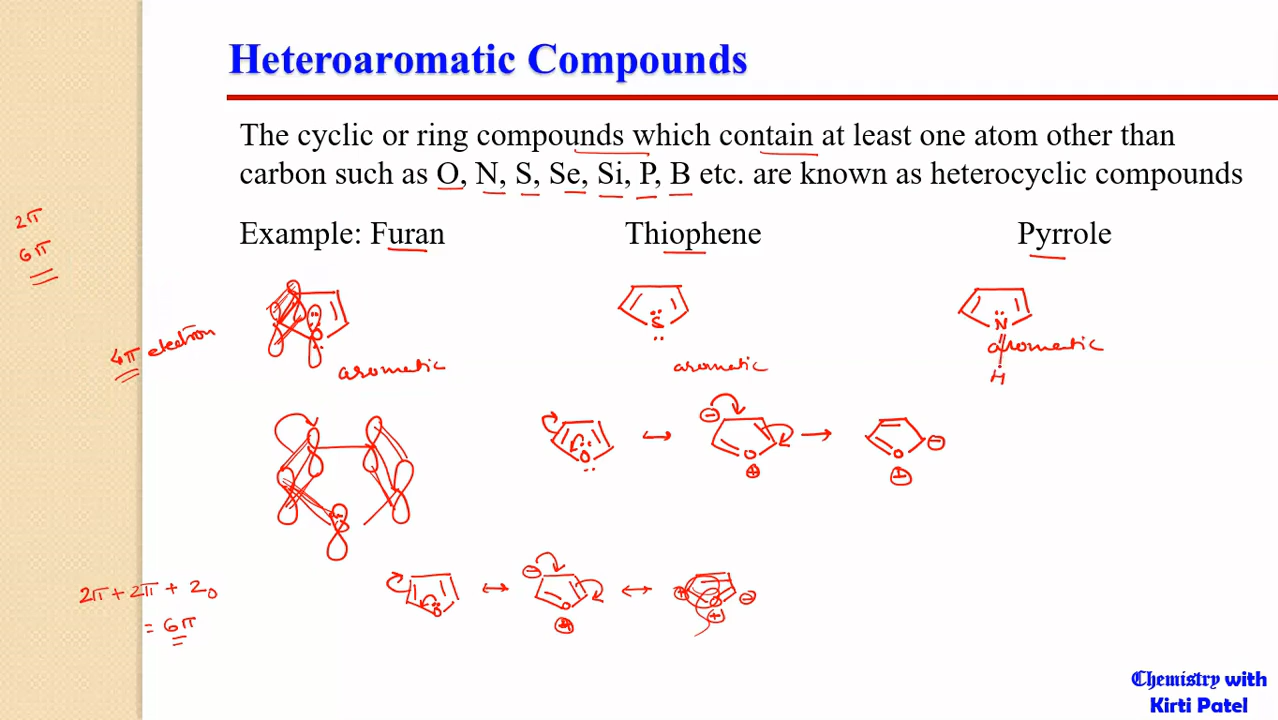 Heteroaromatic Compounds
The cyclic or ring compounds which contain at least one atom other than
carbon such as O, N, S, Se, Si, P, B etc. are known as heterocyclic compounds
Example: Furan Thiophene Pyrrole
2π
6π
4π electron
O
aromatic
S
aromatic
N
aromatic
H
O
⊖
O
⊕
⊖
O
⊕
2π + 2π + 2
= 6π
O
⊖
O
⊕
⊕
⊖
⊕
Chemistry with
Kirti Patel